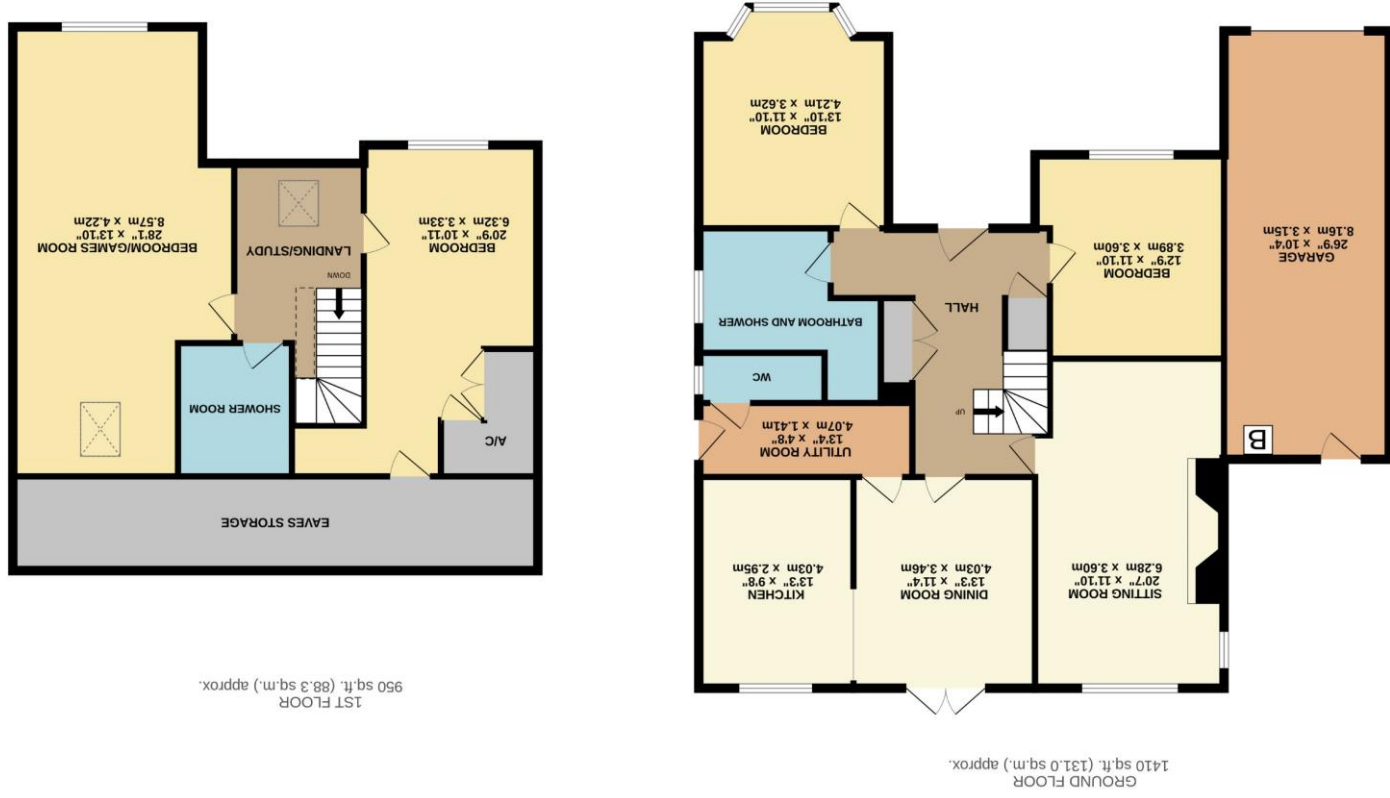 GROUND FLOOR
1410 sq.ft. (131.0 sq.m.) approx.
SITTING ROOM
20'7" x 11'10"
6.28m x 3.60m
DINING ROOM
13'3" x 11'4"
4.03m x 3.46m
KITCHEN
13'3" x 9'8"
4.03m x 2.95m
UTILITY ROOM
13'4" x 4'8"
4.07m x 1.41m
WC
UP
B
HALL
BATHROOM AND SHOWER
GARAGE
26'9" x 10'4"
8.16m x 3.15m
BEDROOM
12'9" x 11'10"
3.89m x 3.60m
BEDROOM
13'10" x 11'10"
4.21m x 3.62m
1ST FLOOR
950 sq.ft. (88.3 sq.m.) approx.
EAVES STORAGE
A/C
SHOWER ROOM
DOWN
LANDING/STUDY
BEDROOM
20'9" x 10'11"
6.32m x 3.33m
BEDROOM/GAMES ROOM
28'1" x 13'10"
8.57m x 4.22m